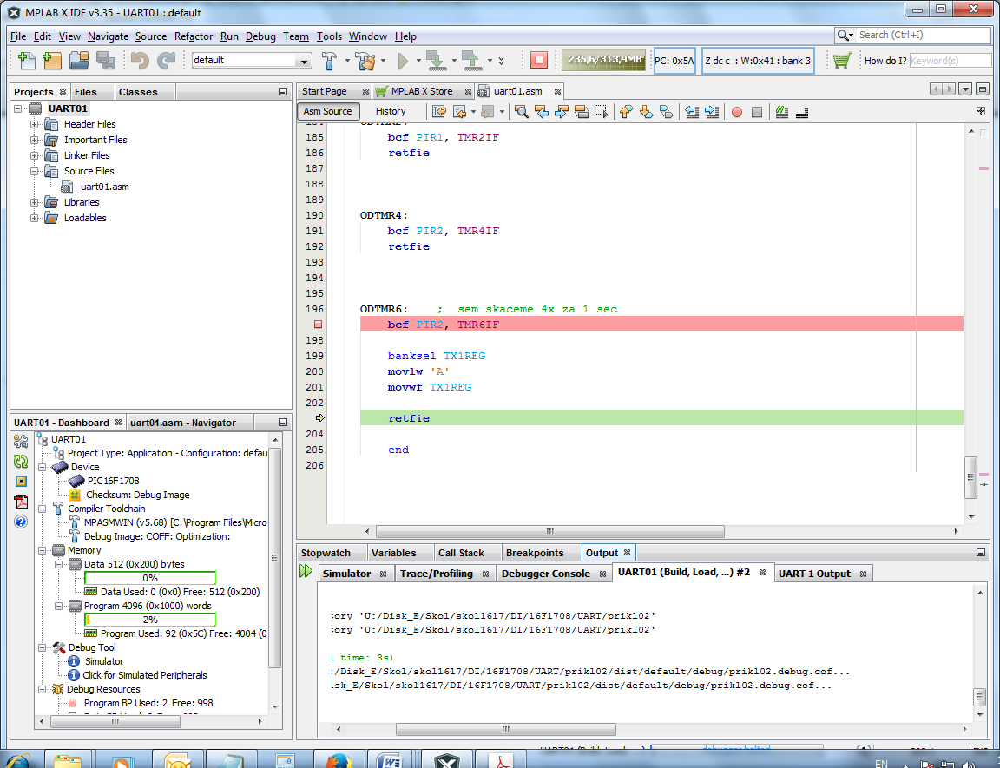 MPLAB X IDE v3.35 - UART01 : default
File Edit View Navigate Source Refactor Run Debug Team Tools Window Help
Search (Ctrl+I)
default
235,6/313,9MB
PC: 0x5A
Z dc c : W:0x41 : bank 3
How do I?
Keyword(s)
Projects Files Classes
UART01
Header Files
Important Files
Linker Files
Source Files
uart01.asm
Libraries
Loadables
Start Page MPLAB X Store uart01.asm
Asm Source History
185 bcf PIR1, TMR2IF
186 retfie
187
188
189
190 ODTMR4:
191 bcf PIR2, TMR4IF
192 retfie
193
194
195
196 ODTMR6: ; sem skaceme 4x za 1 sec
bcf PIR2, TMR6IF
198
199 banksel TX1REG
200 movlw 'A'
201 movwf TX1REG
202
retfie
204
205 end
206
UART01 - Dashboard uart01.asm - Navigator
UART01
Project Type: Application - Configuration: defau
Device
PIC16F1708
Checksum: Debug Image
Compiler Toolchain
MPASMWIN (v5.68) [C:\Program Files\Micro
Debug Image: COFF: Optimization:
Memory
Data 512 (0x200) bytes
0%
Data Used: 0 (0x0) Free: 512 (0x200)
Program 4096 (0x1000) words
2%
Program Used: 92 (0x5C) Free: 4004 (0
Debug Tool
Simulator
Click for Simulated Peripherals
Debug Resources
Program BP Used: 2 Free: 998
Stopwatch Variables Call Stack Breakpoints Output
Simulator Trace/Profiling Debugger Console UART01 (Build, Load, ...) #2 UART 1 Output
:ory 'U:/Disk_E/Skol/skol1617/DI/16F1708/UART/prikl02'
:ory 'U:/Disk_E/Skol/skol1617/DI/16F1708/UART/prikl02'
. time: 3s)
:/Disk_E/Skol/skol1617/DI/16F1708/UART/prikl02/dist/default/debug/prikl02.debug.cof...
isk_E/Skol/skol1617/DI/16F1708/UART/prikl02/dist/default/debug/prikl02.debug.cof...
debugger halted
EN